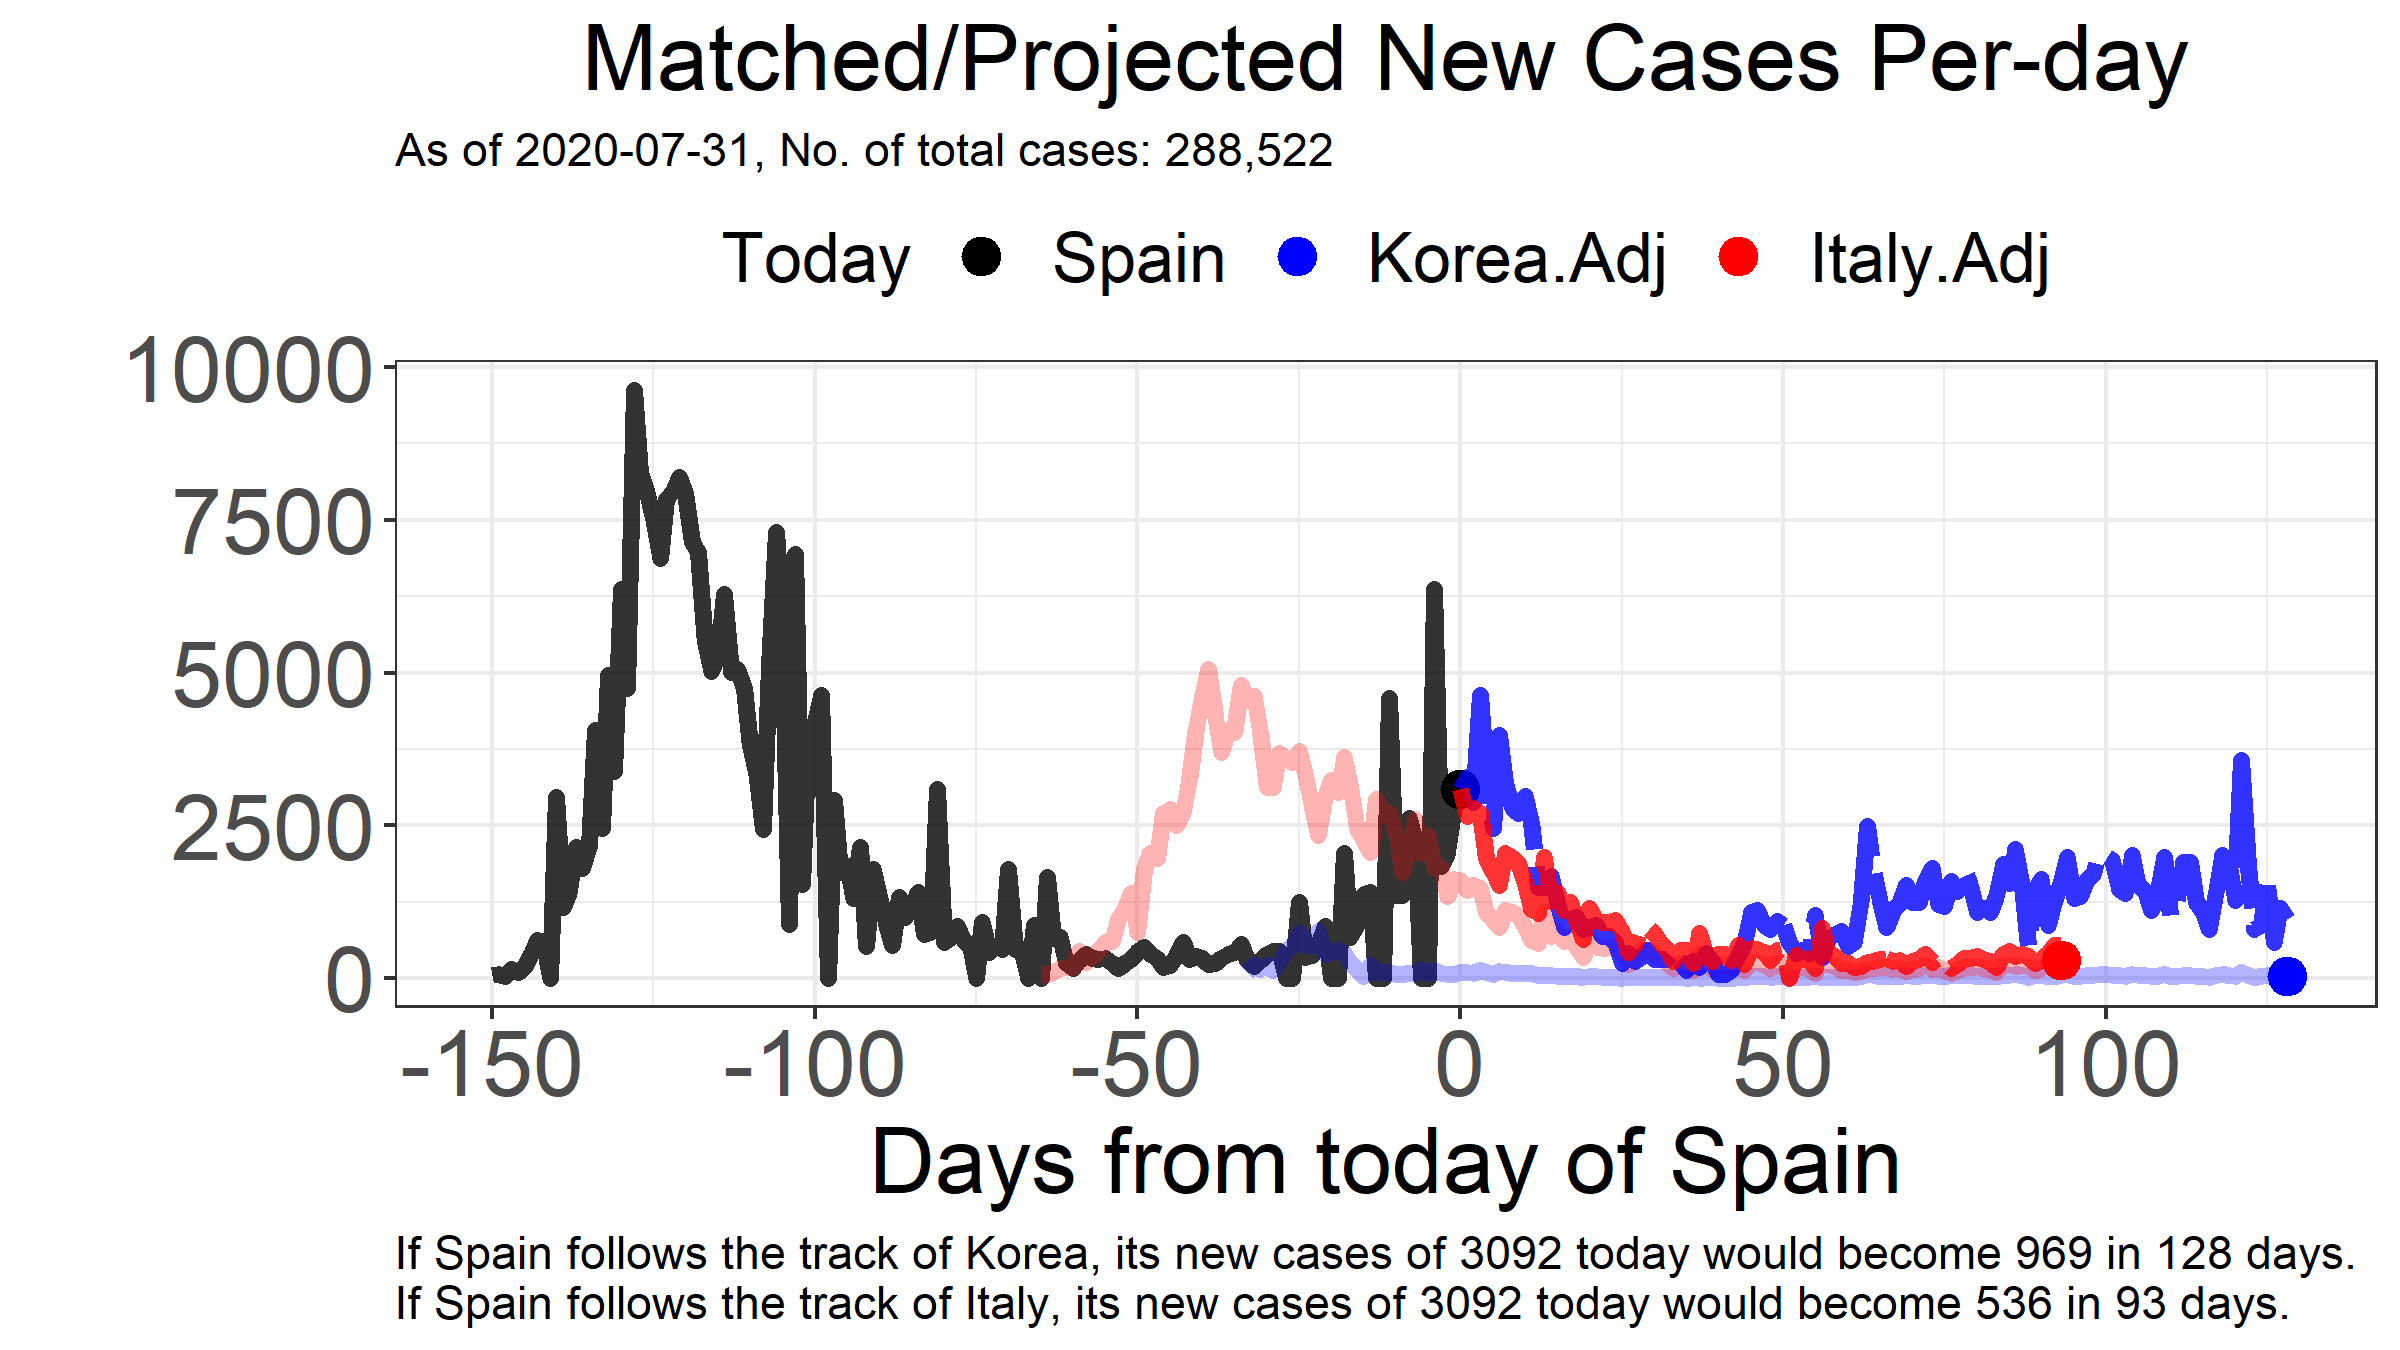 Matched/Projected New Cases Per-day
As of 2020-07-31, No. of total cases: 288,522
Today Spain Korea.Adj Italy.Adj
10000
7500
5000
2500
0
-150 -100 -50 0 50 100
Days from today of Spain
If Spain follows the track of Korea, its new cases of 3092 today would become 969 in 128 days.
If Spain follows the track of Italy, its new cases of 3092 today would become 536 in 93 days.